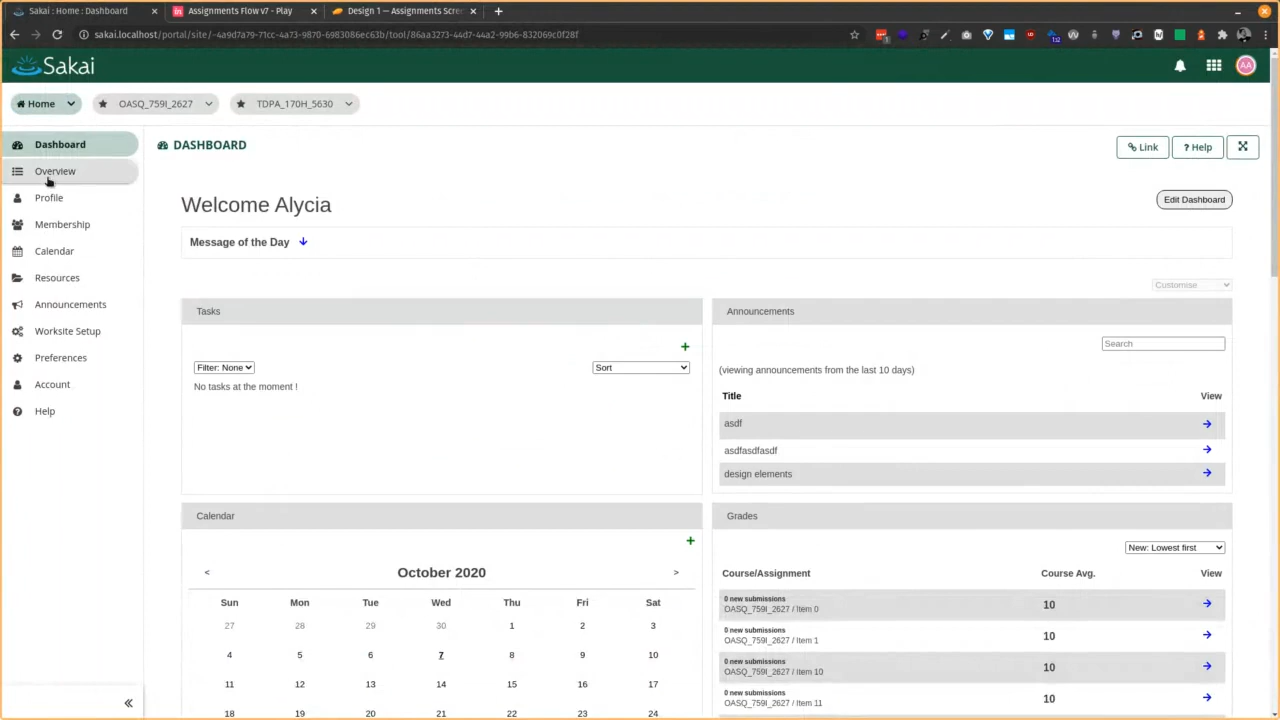 Sakai : Home : Dashboard
Assignments Flow v7 - Play
Design 1 — Assignments Scre
sakai.localhost/portal/site/~4a9d7a79-71cc-4a73-9870-6983086ec63b/tool/86aa3273-44d7-44a2-99b6-832069c0f28f
Sakai
AA
Home
OASQ_759I_2627
TDPA_170H_5630
Dashboard
Overview
Profile
Membership
Calendar
Resources
Announcements
Worksite Setup
Preferences
Account
Help
DASHBOARD
Link
? Help
Welcome Alycia
Edit Dashboard
Message of the Day
Customise
Tasks
Filter: None
Sort
No tasks at the moment !
Announcements
Search
(viewing announcements from the last 10 days)
Title View
asdf
asdfasdfasdf
design elements
Calendar
< October 2020 >
Sun Mon Tue Wed Thu Fri Sat
27 28 29 30 1 2 3
4 5 6 7 8 9 10
11 12 13 14 15 16 17
18 19 20 21 22 23 24
Grades
New: Lowest first
Course/Assignment Course Avg. View
0 new submissions
OASQ_759I_2627 / Item 0 10
0 new submissions
OASQ_759I_2627 / Item 1 10
0 new submissions
OASQ_759I_2627 / Item 10 10
0 new submissions
OASQ_759I_2627 / Item 11 10